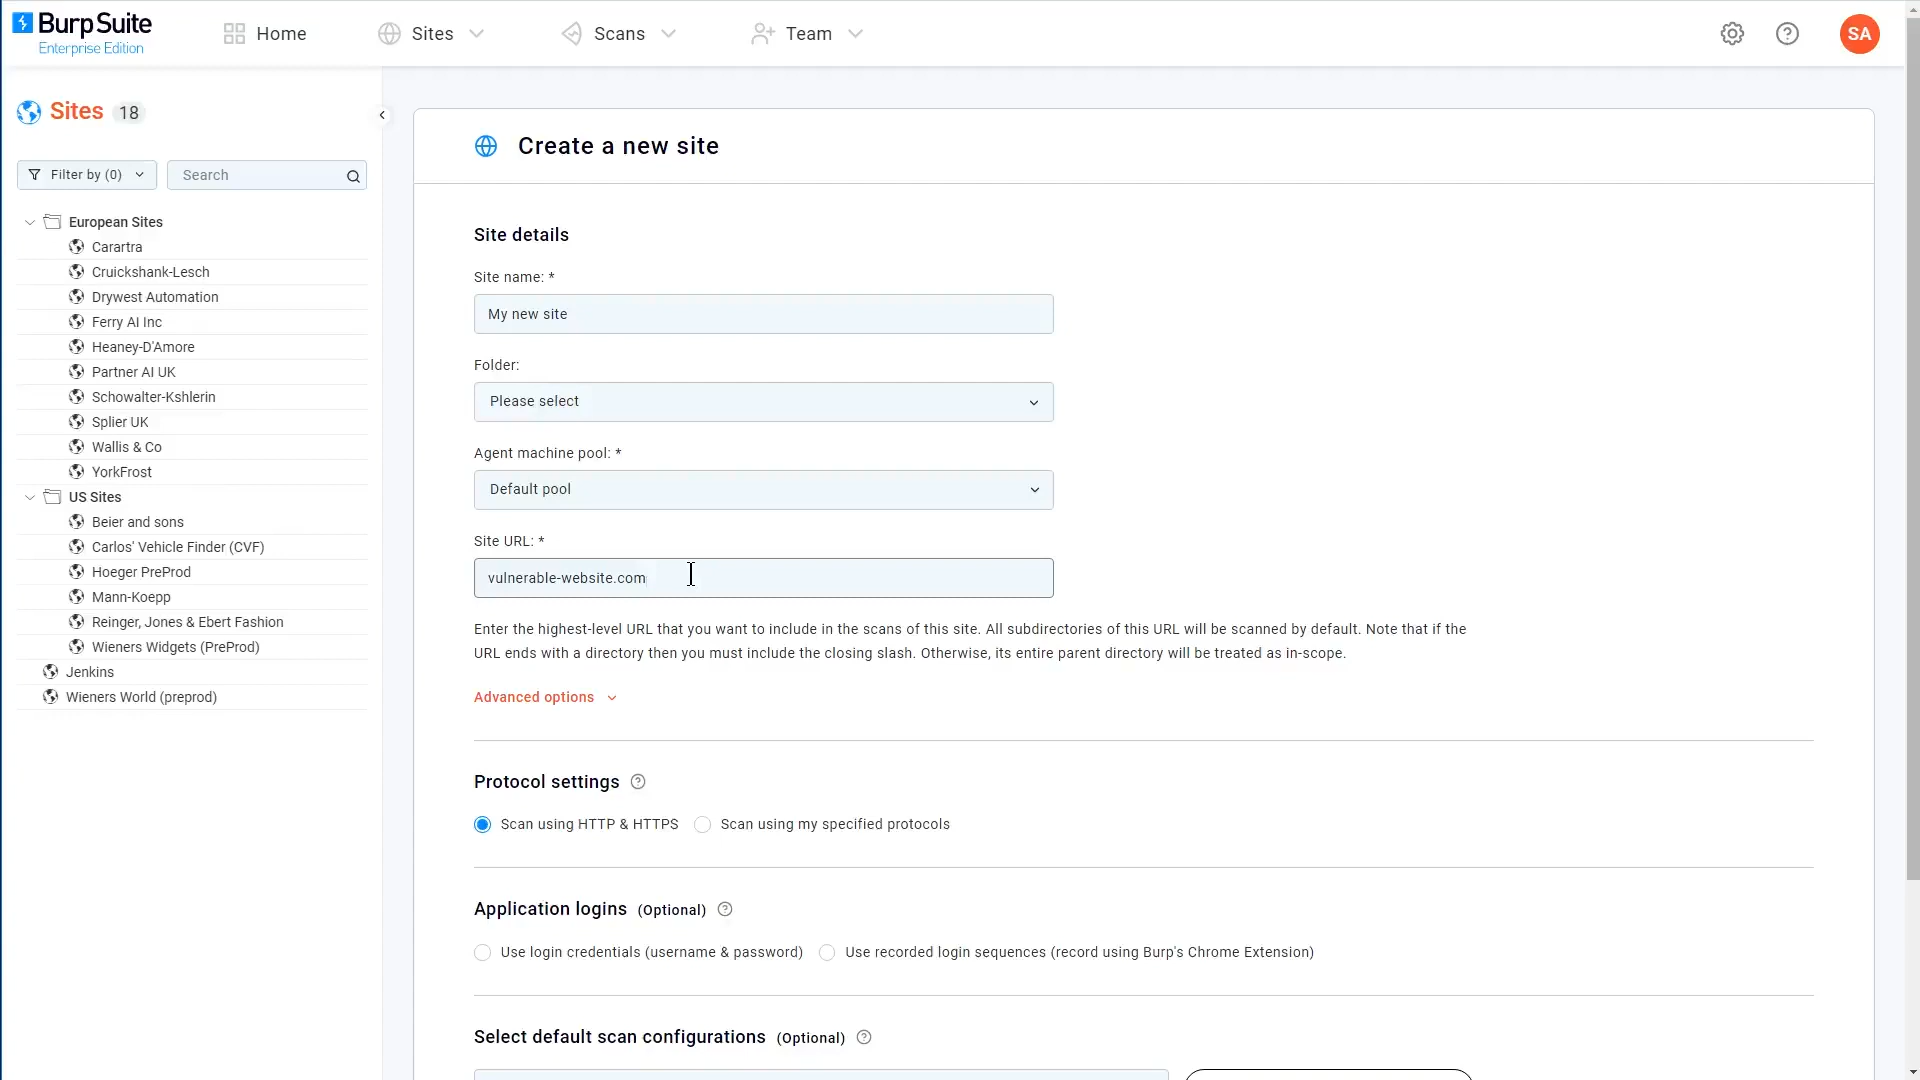 Burp Suite
Enterprise Edition
Home
Sites
Scans
Team
SA
Sites 18
Filter by (0)
Search
European Sites
Carartra
Cruickshank-Lesch
Drywest Automation
Ferry AI Inc
Heaney-D'Amore
Partner AI UK
Schowalter-Kshlerin
Splier UK
Wallis & Co
YorkFrost
US Sites
Beier and sons
Carlos' Vehicle Finder (CVF)
Hoeger PreProd
Mann-Koepp
Reinger, Jones & Ebert Fashion
Wieners Widgets (PreProd)
Jenkins
Wieners World (preprod)
Create a new site
Site details
Site name: *
My new site
Folder:
Please select
Agent machine pool: *
Default pool
Site URL: *
vulnerable-website.com
Enter the highest-level URL that you want to include in the scans of this site. All subdirectories of this URL will be scanned by default. Note that if the
URL ends with a directory then you must include the closing slash. Otherwise, its entire parent directory will be treated as in-scope.
Advanced options
Protocol settings
Scan using HTTP & HTTPS
Scan using my specified protocols
Application logins (Optional)
Use login credentials (username & password)
Use recorded login sequences (record using Burp's Chrome Extension)
Select default scan configurations (Optional)